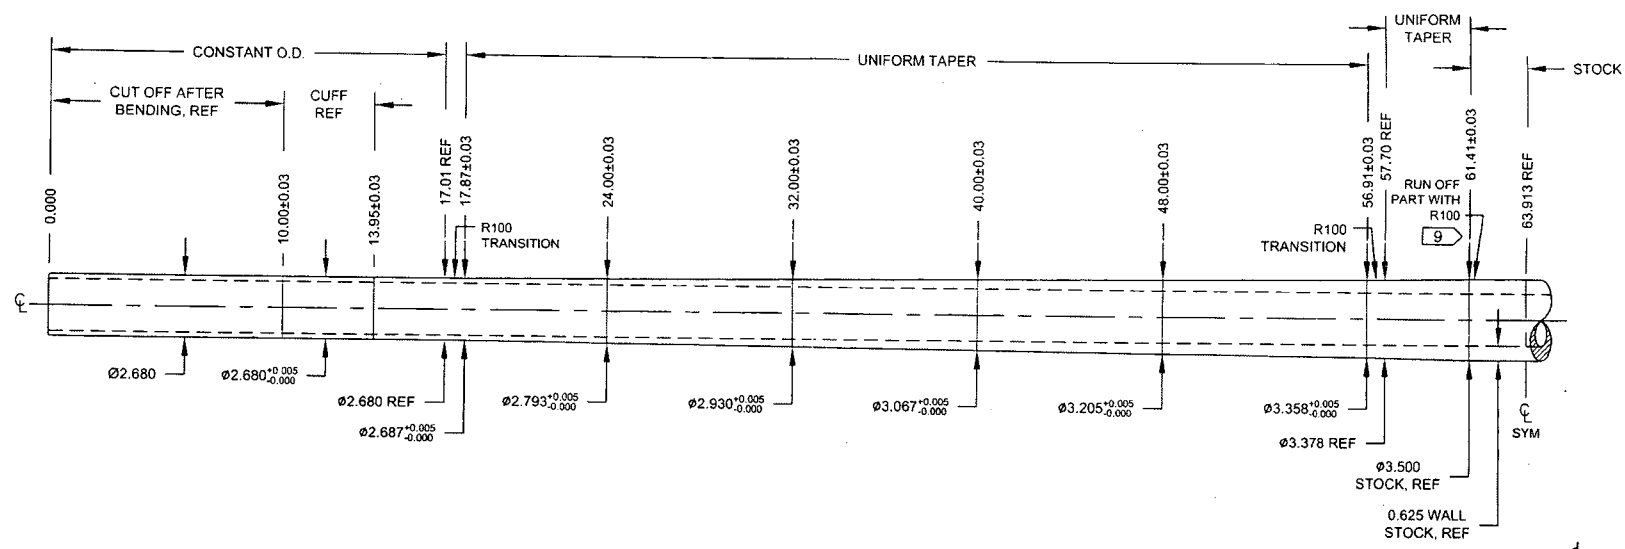 UNIFORM
TAPER
CONSTANT O.D.
UNIFORM TAPER
STOCK
CUT OFF AFTER
BENDING, REF
CUFF
REF
0.000
10.00±0.03
13.95±0.03
17.01 REF
17.87±0.03
24.00±0.03
32.00±0.03
40.00±0.03
48.00±0.03
56.91±0.03
57.70 REF
61.41±0.03
63.913 REF
R100
TRANSITION
R100
TRANSITION
RUN OFF
PART WITH
R100
9
℄
Ø2.680
Ø2.680+0.005
-0.000
Ø2.680 REF
Ø2.687+0.005
-0.000
Ø2.793+0.005
-0.000
Ø2.930+0.005
-0.000
Ø3.067+0.005
-0.000
Ø3.205+0.005
-0.000
Ø3.358+0.005
-0.000
Ø3.378 REF
Ø3.500
STOCK, REF
0.625 WALL
STOCK, REF
℄
SYM